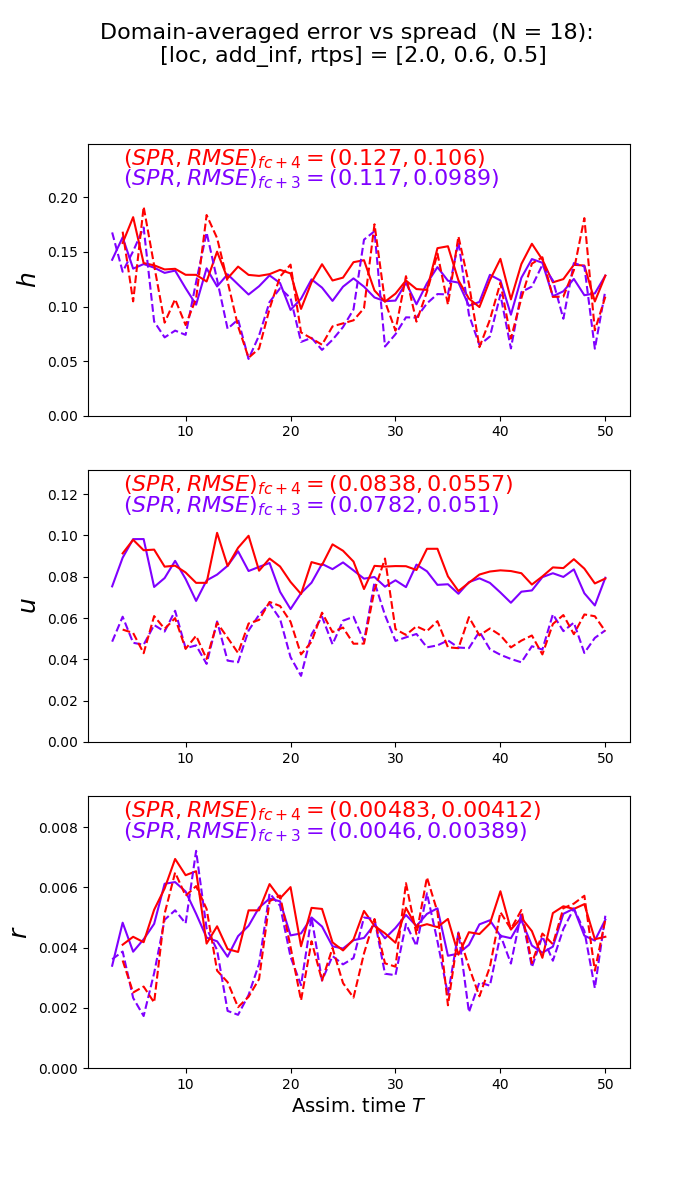 Domain-averaged error vs spread (N = 18):
[loc, add_inf, rtps] = [2.0, 0.6, 0.5]
(SPR, RMSE)fc+4 = (0.127, 0.106)
(SPR, RMSE)fc+3 = (0.117, 0.0989)
0.20
0.15
h
0.10
0.05
0.00
10 20 30 40 50
(SPR, RMSE)fc+4 = (0.0838, 0.0557)
0.12
(SPR, RMSE)fc+3 = (0.0782, 0.051)
0.10
0.08
u
0.06
0.04
0.02
0.00
10 20 30 40 50
(SPR, RMSE)fc+4 = (0.00483, 0.00412)
0.008
(SPR, RMSE)fc+3 = (0.0046, 0.00389)
0.006
r
0.004
0.002
0.000
10 20 30 40 50
Assim. time T